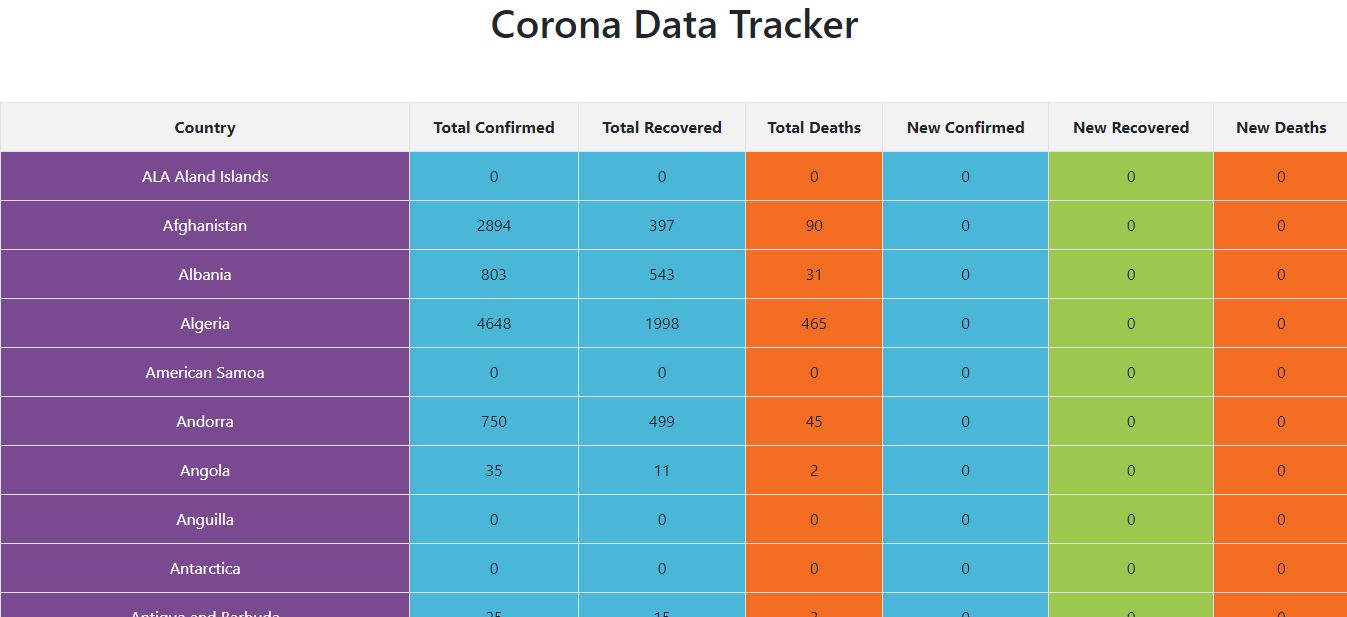 Corona Data Tracker
Country Total Confirmed Total Recovered Total Deaths New Confirmed New Recovered New Deaths
ALA Aland Islands 0 0 0 0 0 0
Afghanistan 2894 397 90 0 0 0
Albania 803 543 31 0 0 0
Algeria 4648 1998 465 0 0 0
American Samoa 0 0 0 0 0 0
Andorra 750 499 45 0 0 0
Angola 35 11 2 0 0 0
Anguilla 0 0 0 0 0 0
Antarctica 0 0 0 0 0 0
Antigua and Barbuda 25 15 3 0 0 0